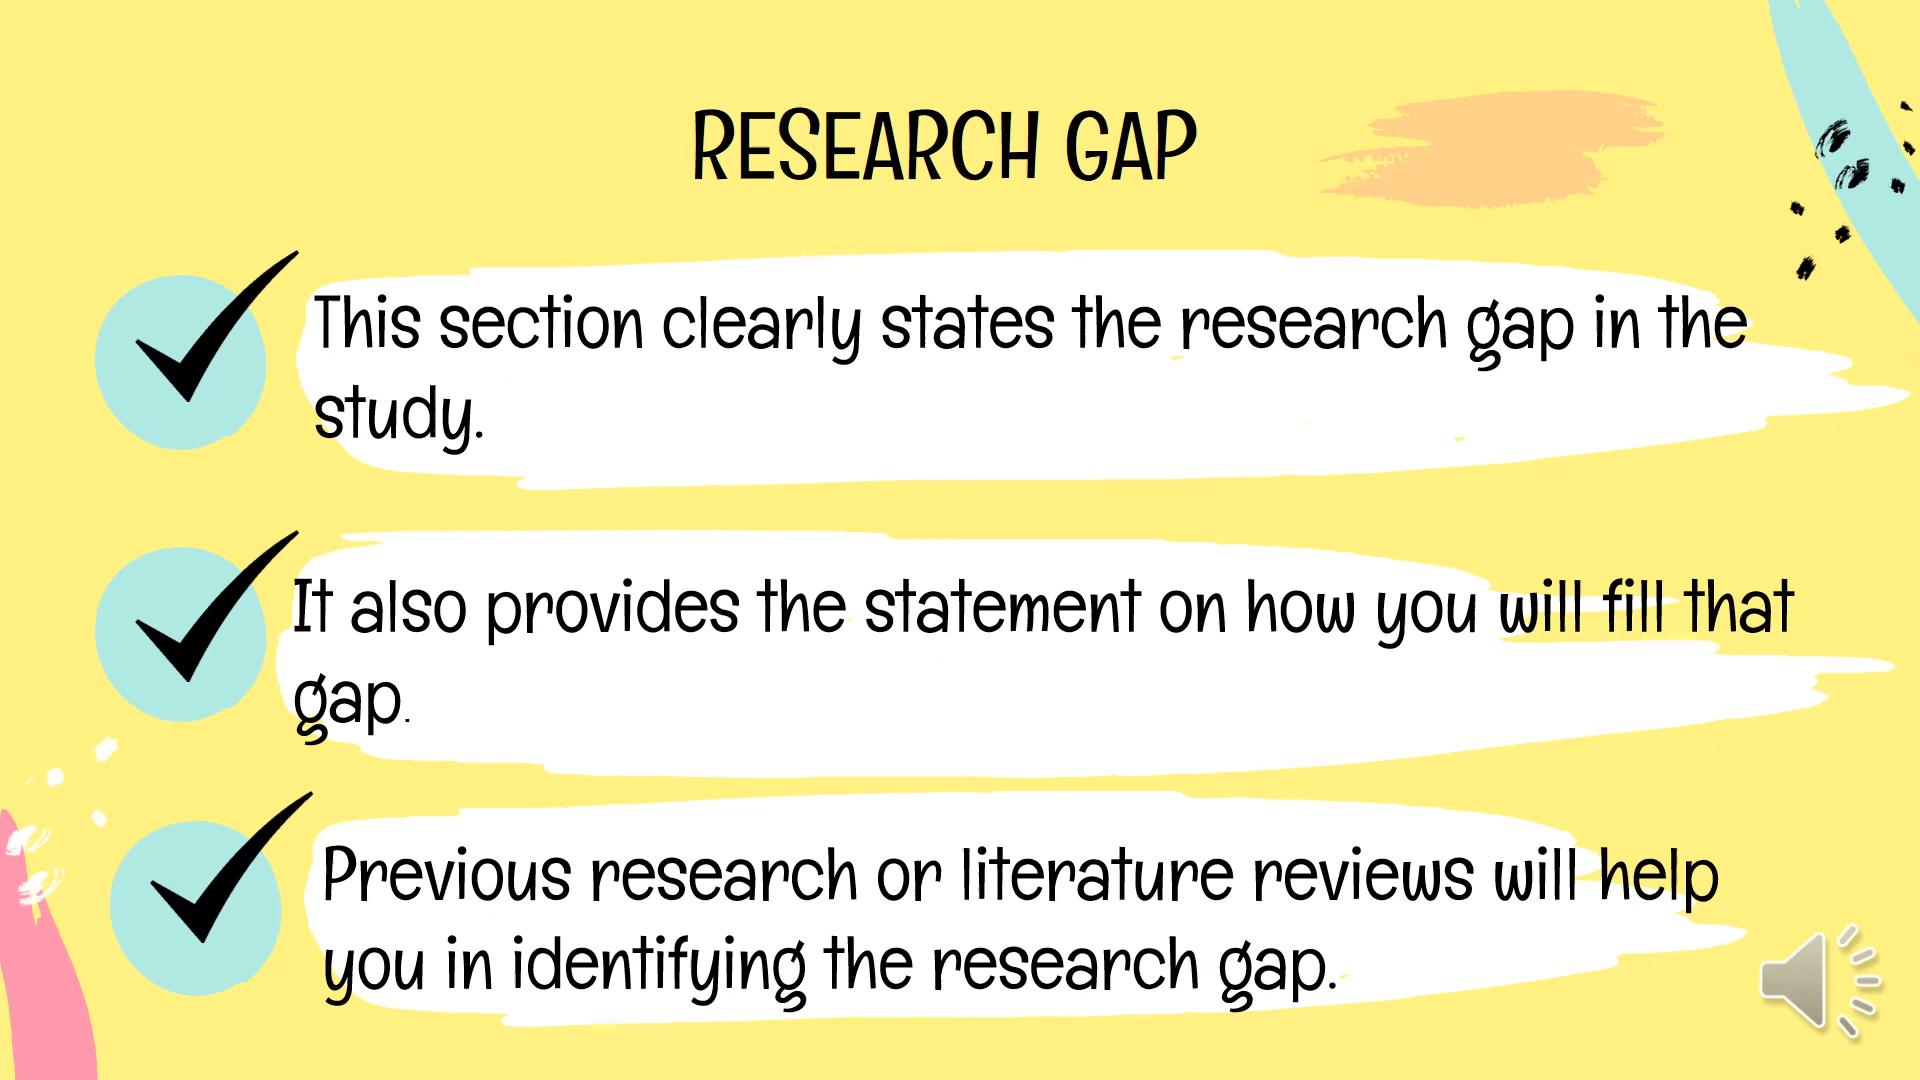 RESEARCH GAP
This section clearly states the research gap in the
study.
It also provides the statement on how you will fill that
gap.
Previous research or literature reviews will help
you in identifying the research gap.